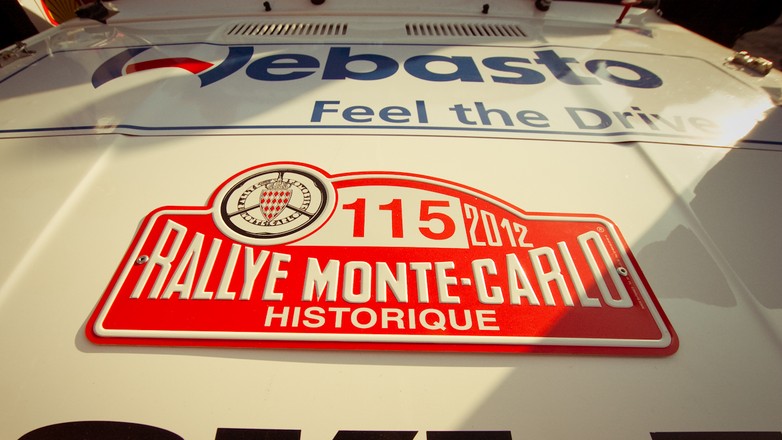 Webasto
Feel the Drive
115
2012
RALLYE MONTE-CARLO
HISTORIQUE